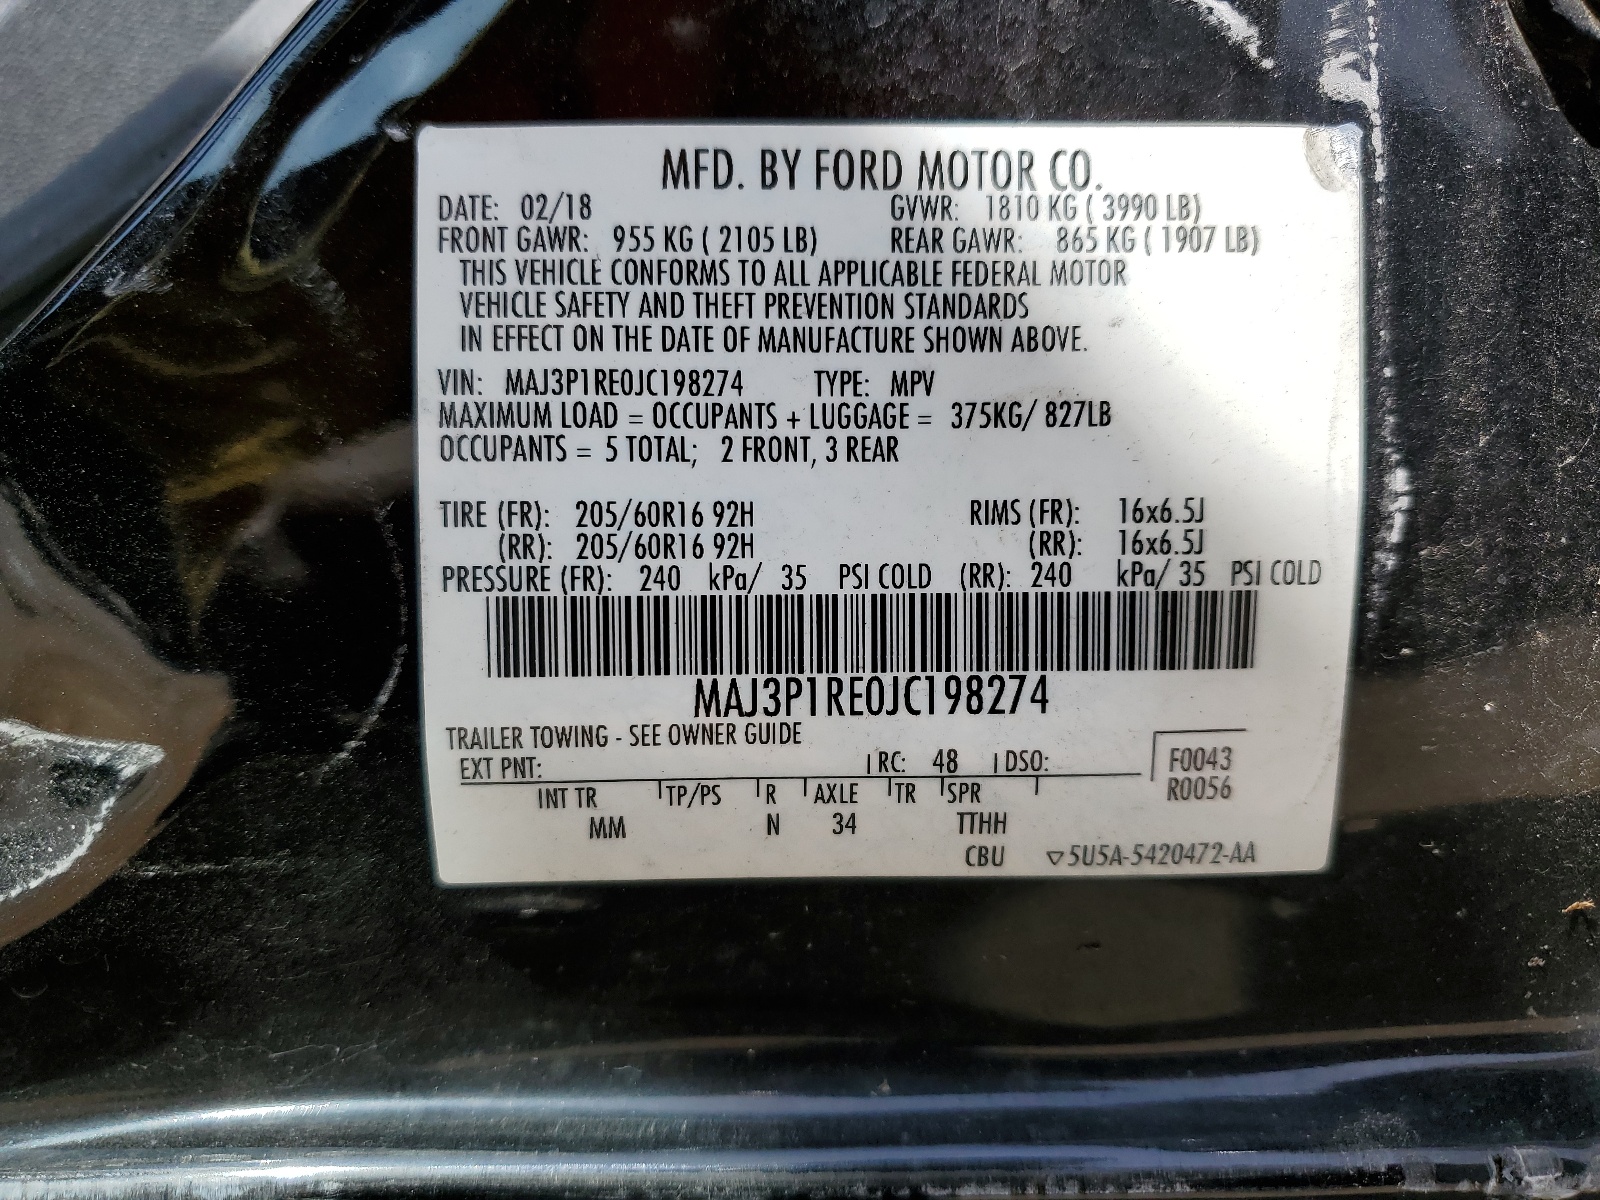 MFD. BY FORD MOTOR CO.
DATE: 02/18 GVWR: 1810 KG ( 3990 LB)
FRONT GAWR: 955 KG ( 2105 LB) REAR GAWR: 865 KG ( 1907 LB)
THIS VEHICLE CONFORMS TO ALL APPLICABLE FEDERAL MOTOR
VEHICLE SAFETY AND THEFT PREVENTION STANDARDS
IN EFFECT ON THE DATE OF MANUFACTURE SHOWN ABOVE.
VIN: MAJ3P1RE0JC198274 TYPE: MPV
MAXIMUM LOAD = OCCUPANTS + LUGGAGE = 375KG/ 827LB
OCCUPANTS = 5 TOTAL; 2 FRONT, 3 REAR
TIRE (FR): 205/60R16 92H RIMS (FR): 16x6.5J
(RR): 205/60R16 92H (RR): 16x6.5J
PRESSURE (FR): 240 kPa/ 35 PSI COLD (RR): 240 kPa/ 35 PSI COLD
MAJ3P1RE0JC198274
TRAILER TOWING - SEE OWNER GUIDE
EXT PNT: RC: 48 DSO: F0043
INT TR TP/PS R AXLE TR SPR R0056
MM N 34 TTHH
CBU ▽5U5A-5420472-AA